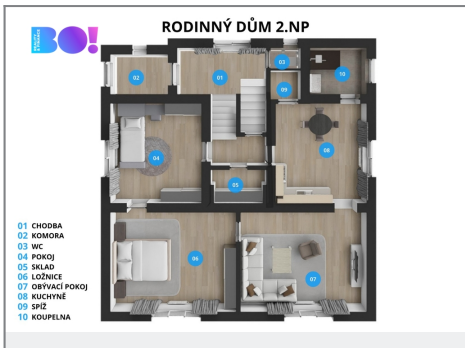 BO!
RODINNÝ DŮM 2.NP
03
01
02
10
09
08
04
05
06
07
01 CHODBA
02 KOMORA
03 WC
04 POKOJ
05 SKLAD
06 LOŽNICE
07 OBÝVACÍ POKOJ
08 KUCHYNĚ
09 SPÍŽ
10 KOUPELNA